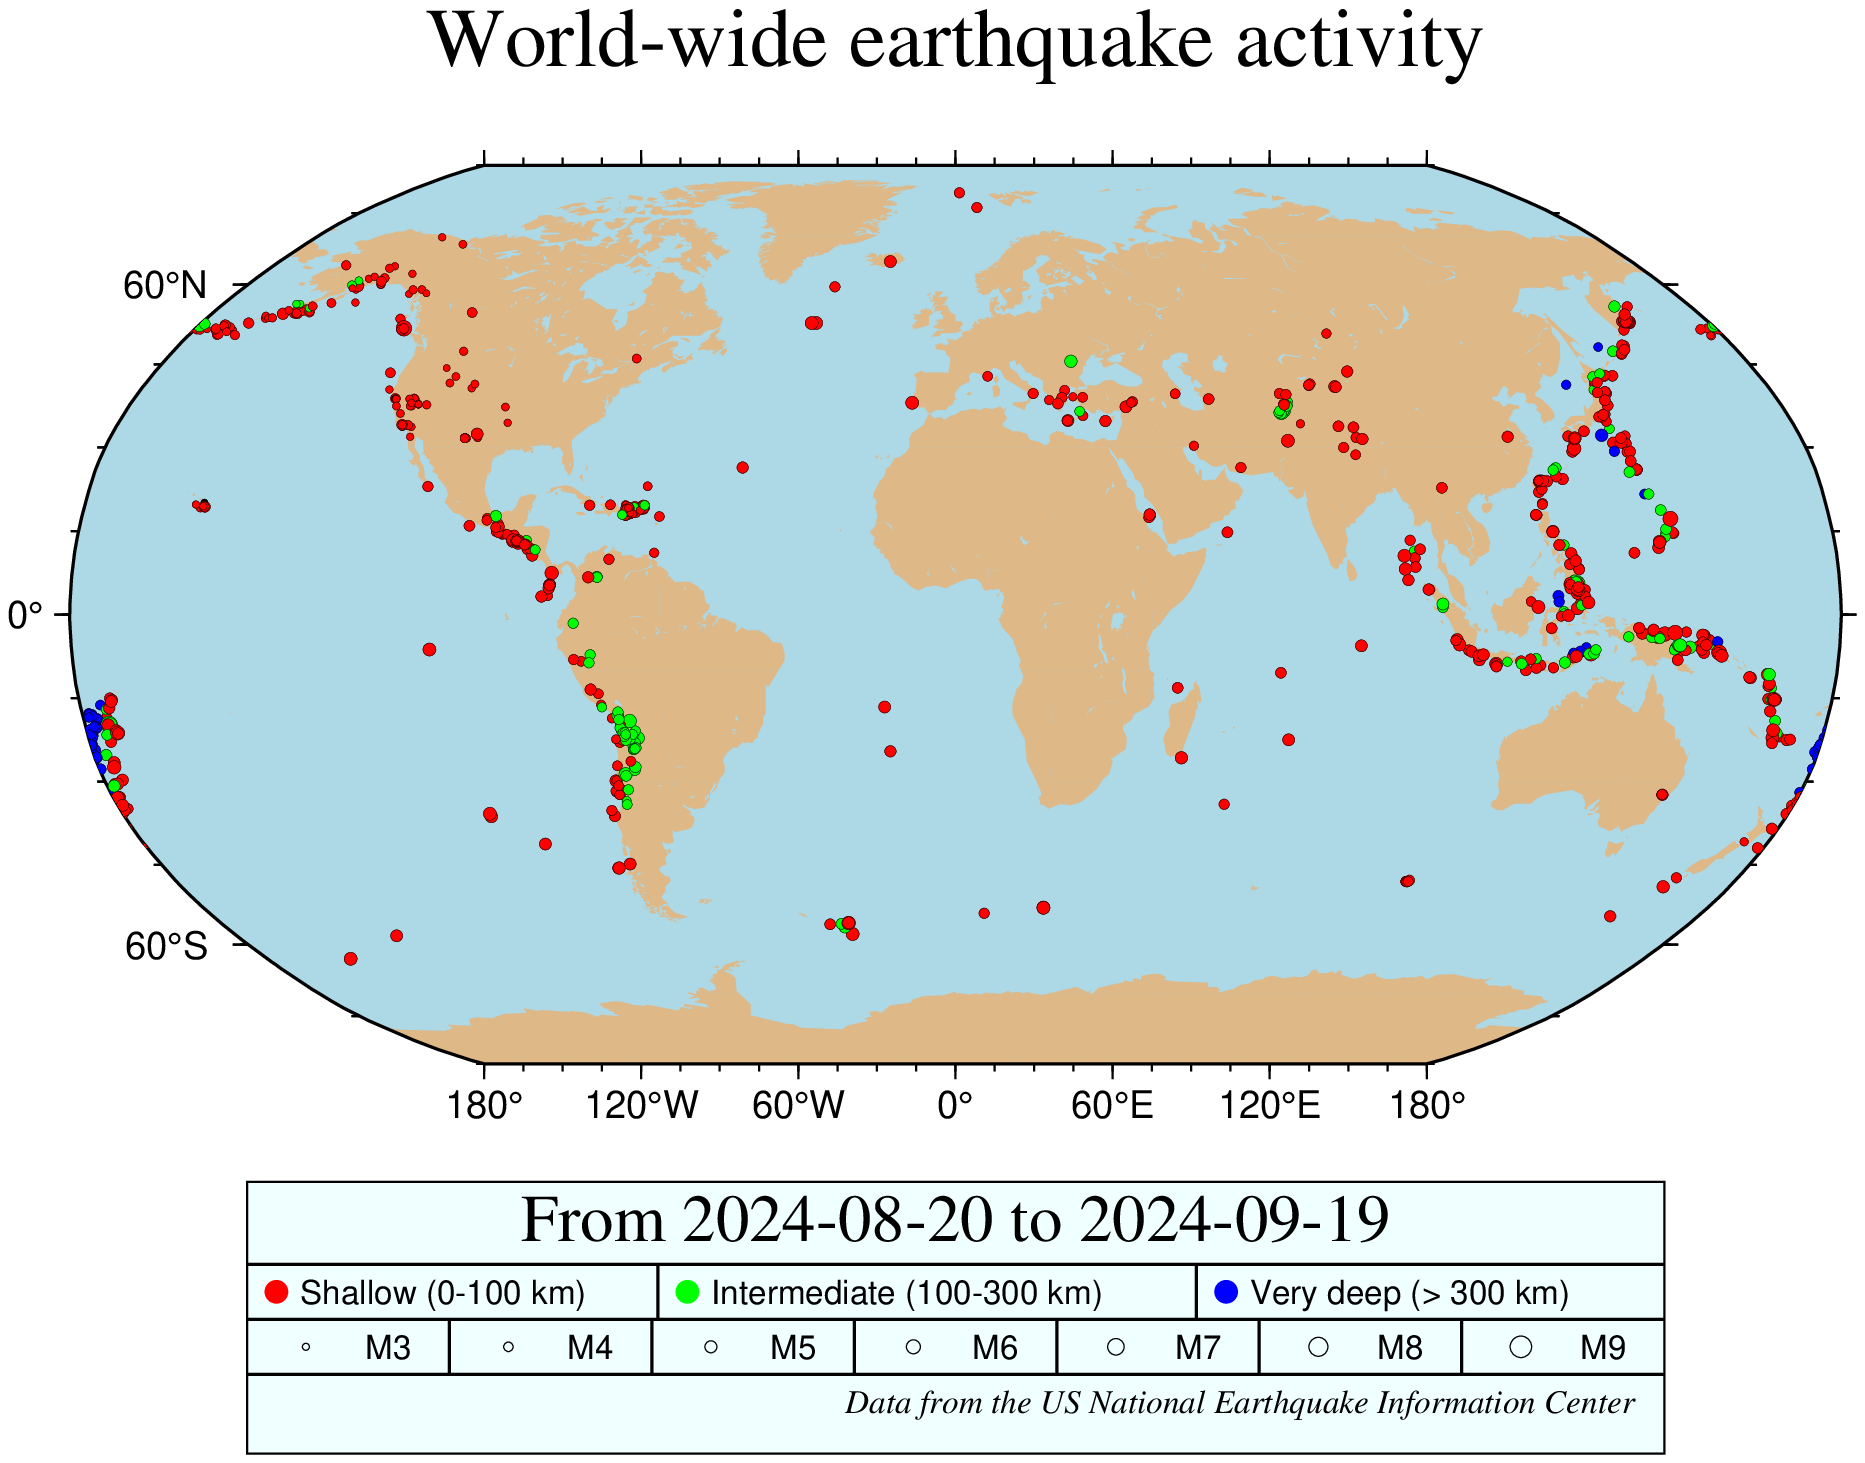 World-wide earthquake activity
60°N
0°
60°S
180° 120°W 60°W 0° 60°E 120°E 180°
From 2024-08-20 to 2024-09-19
Shallow (0-100 km) Intermediate (100-300 km) Very deep (> 300 km)
M3 M4 M5 M6 M7 M8 M9
Data from the US National Earthquake Information Center